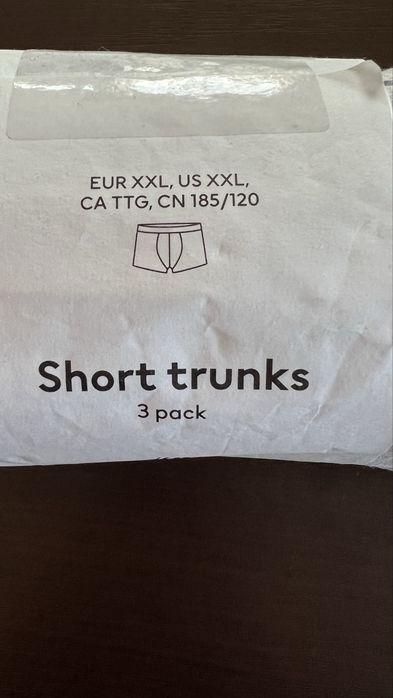 EUR XXL, US XXL,
CA TTG, CN 185/120
Short trunks
3 pack